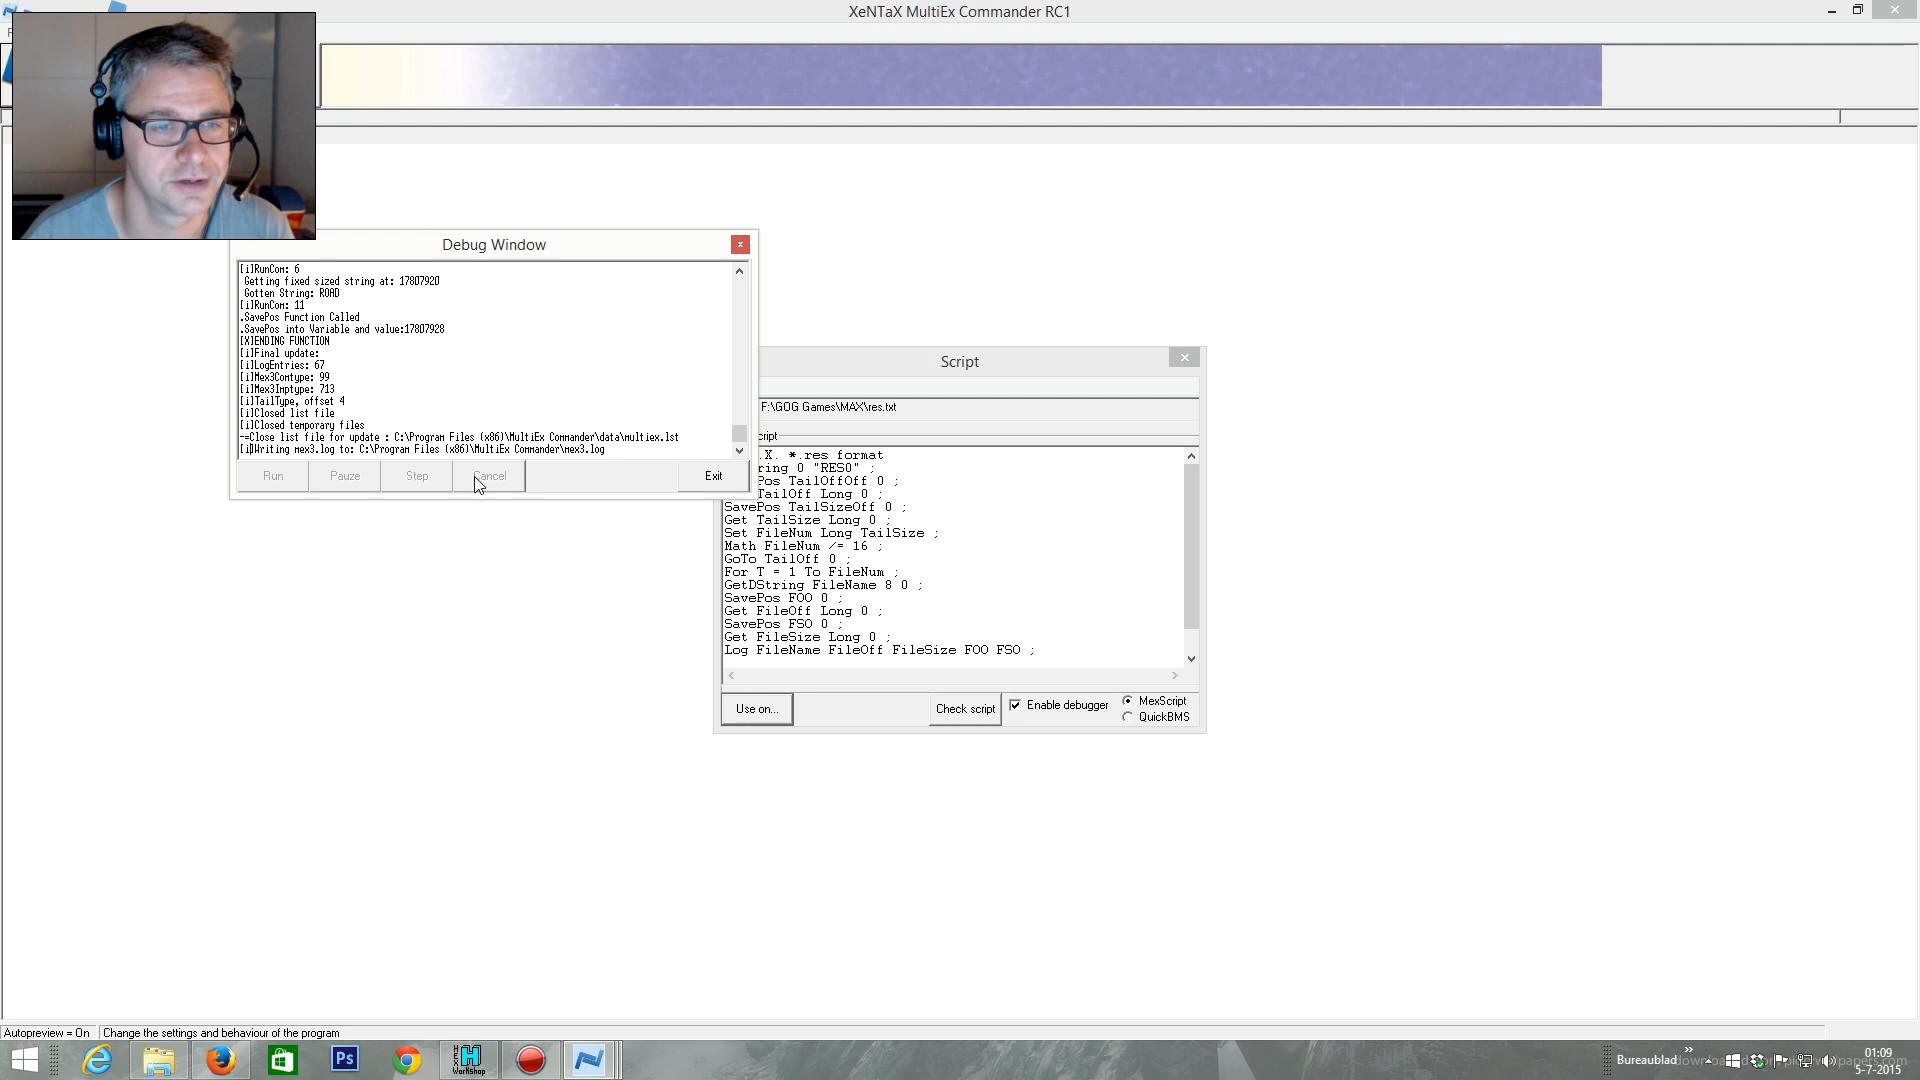 XeNTaX MultiEx Commander RC1
Debug Window
[i]RunCom: 6
Getting fixed sized string at: 17807920
Gotten String: ROAD
[i]RunCom: 11
.SavePos Function Called
.SavePos into Variable and value:17807928
[X]ENDING FUNCTION
[i]Final update:
[i]LogEntries: 67
[i]Mex3Comtype: 99
[i]Mex3Imptype: 713
[i]TailType, offset 4
[i]Closed list file
[i]Closed temporary files
-=Close list file for update : C:\Program Files (x86)\MultiEx Commander\data\multiex.lst
[i]Writing mex3.log to: C:\Program Files (x86)\MultiEx Commander\mex3.log
Run
Pauze
Step
Cancel
Exit
Script
F:\GOG Games\MAX\res.txt
cript
.X. *.res format
ring 0 "RES0" ;
Pos TailOffOff 0 ;
TailOff Long 0 ;
SavePos TailSizeOff 0 ;
Get TailSize Long 0 ;
Set FileNum Long TailSize ;
Math FileNum /= 16 ;
GoTo TailOff 0 ;
For T = 1 To FileNum ;
GetDString FileName 8 0 ;
SavePos FOO 0 ;
Get FileOff Long 0 ;
SavePos FSO 0 ;
Get FileSize Long 0 ;
Log FileName FileOff FileSize FOO FSO ;
Use on...
Check script
Enable debugger
MexScript
QuickBMS
Autopreview = On
Change the settings and behaviour of the program
Ps
HEX
WorkShop
Bureaublad
01:09
5-7-2015